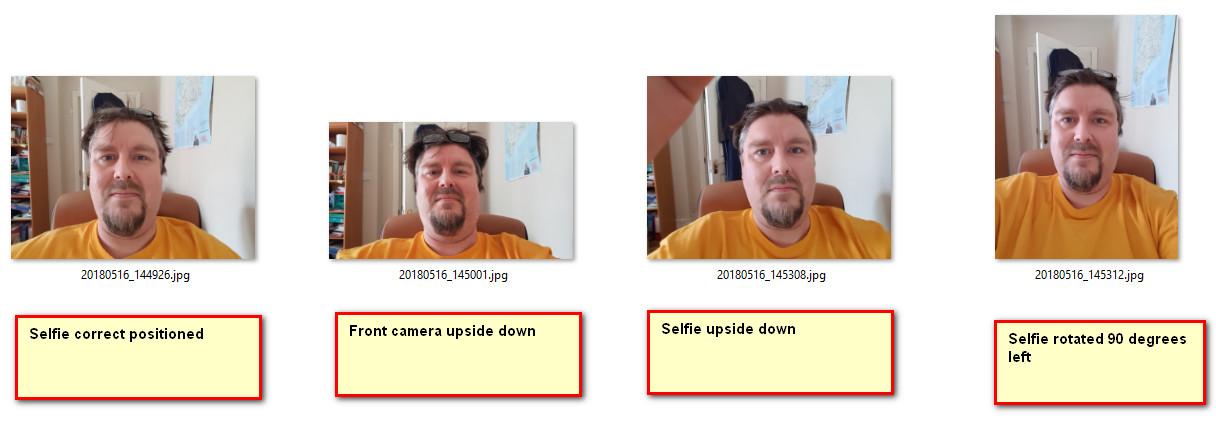 20180516_144926.jpg
20180516_145001.jpg
20180516_145308.jpg
20180516_145312.jpg
Selfie correct positioned
Front camera upside down
Selfie upside down
Selfie rotated 90 degrees
left